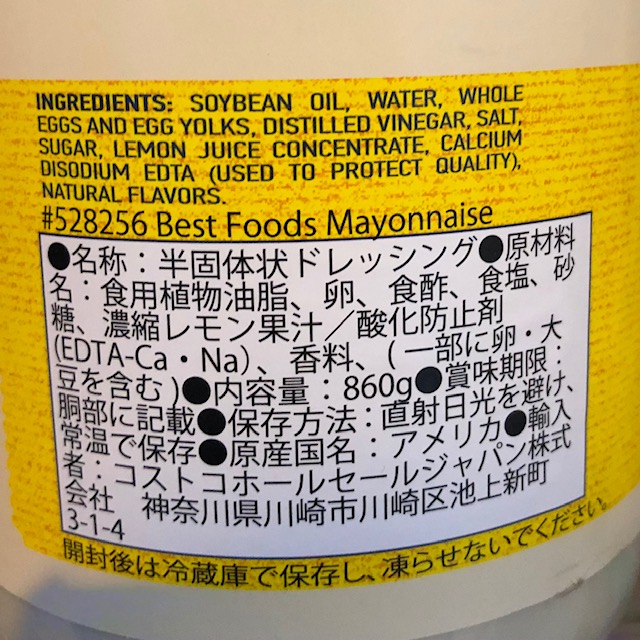 INGREDIENTS: SOYBEAN OIL, WATER, WHOLE
EGGS AND EGG YOLKS, DISTILLED VINEGAR, SALT,
SUGAR, LEMON JUICE CONCENTRATE, CALCIUM
DISODIUM EDTA (USED TO PROTECT QUALITY),
NATURAL FLAVORS.
#528256 Best Foods Mayonnaise
●名称：半固体状ドレッシング●原材料
名：食用植物油脂、卵、食酢、食塩、砂
糖、濃縮レモン果汁／酸化防止剤
(EDTA-Ca・Na)、香料、(一部に卵・大
豆を含む)●内容量：860g●賞味期限：
胴部に記載●保存方法：直射日光を避け、
常温で保存●原産国名：アメリカ●輸入
者：コストコホールセールジャパン株式
会社　神奈川県川崎市川崎区池上新町
3-1-4
開封後は冷蔵庫で保存し、凍らせないでください。